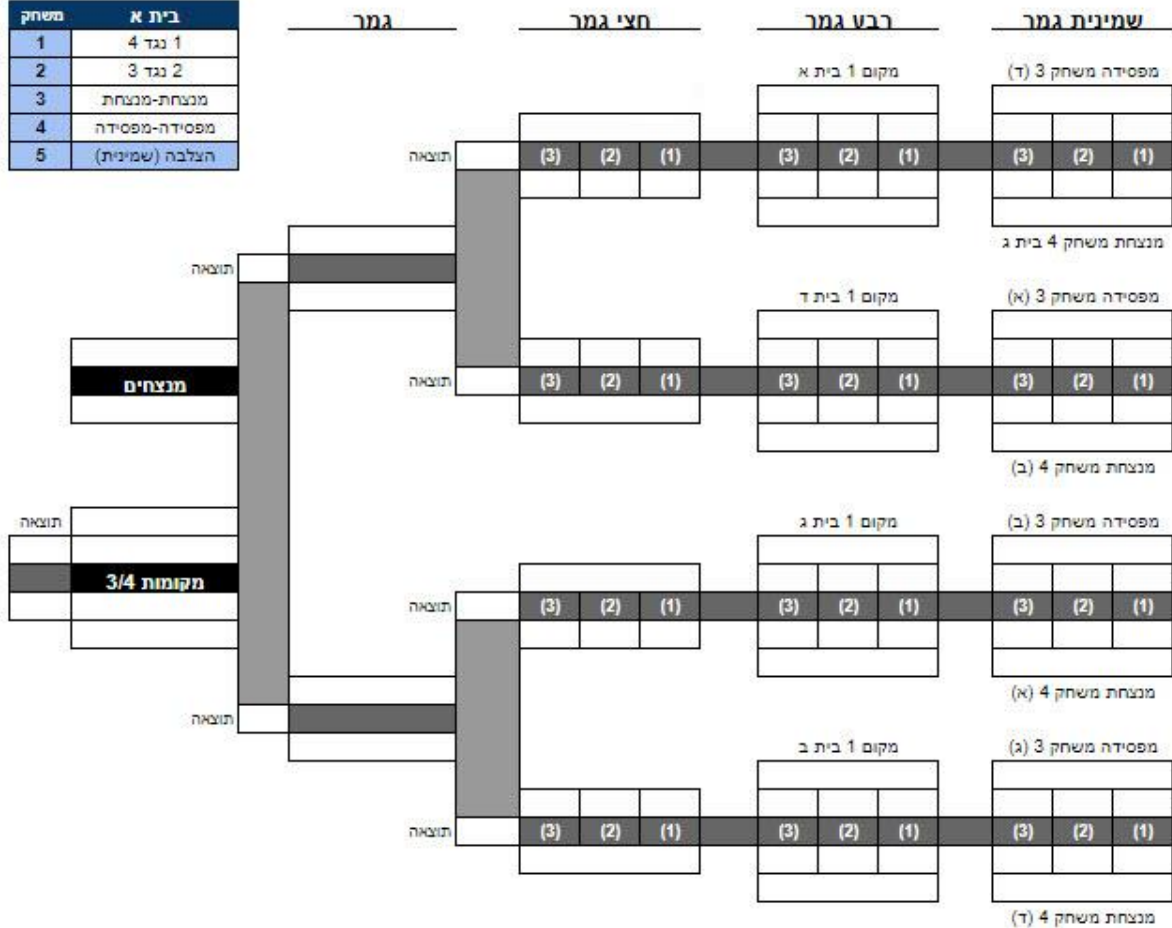 משחק בית א
1 1 נגד 4
2 2 נגד 3
3 מנצחת-מנצחת
4 מפסידה-מפסידה
5 הצלבה (שמינית)
שמינית גמר רבע גמר חצי גמר גמר
מפסידה משחק 3 (ד) מקום 1 בית א
(1) (2) (3) (1) (2) (3) (1) (2) (3) תוצאה
מנצחת משחק 4 בית ג
תוצאה
מפסידה משחק 3 (א) מקום 1 בית ד
(1) (2) (3) (1) (2) (3) (1) (2) (3) תוצאה
מנצחים
מנצחת משחק 4 (ב)
מפסידה משחק 3 (ב) מקום 1 בית ג
תוצאה
מקומות 3/4
(1) (2) (3) (1) (2) (3) (1) (2) (3) תוצאה
מנצחת משחק 4 (א)
תוצאה
מפסידה משחק 3 (ג) מקום 1 בית ב
(1) (2) (3) (1) (2) (3) (1) (2) (3) תוצאה
מנצחת משחק 4 (ד)